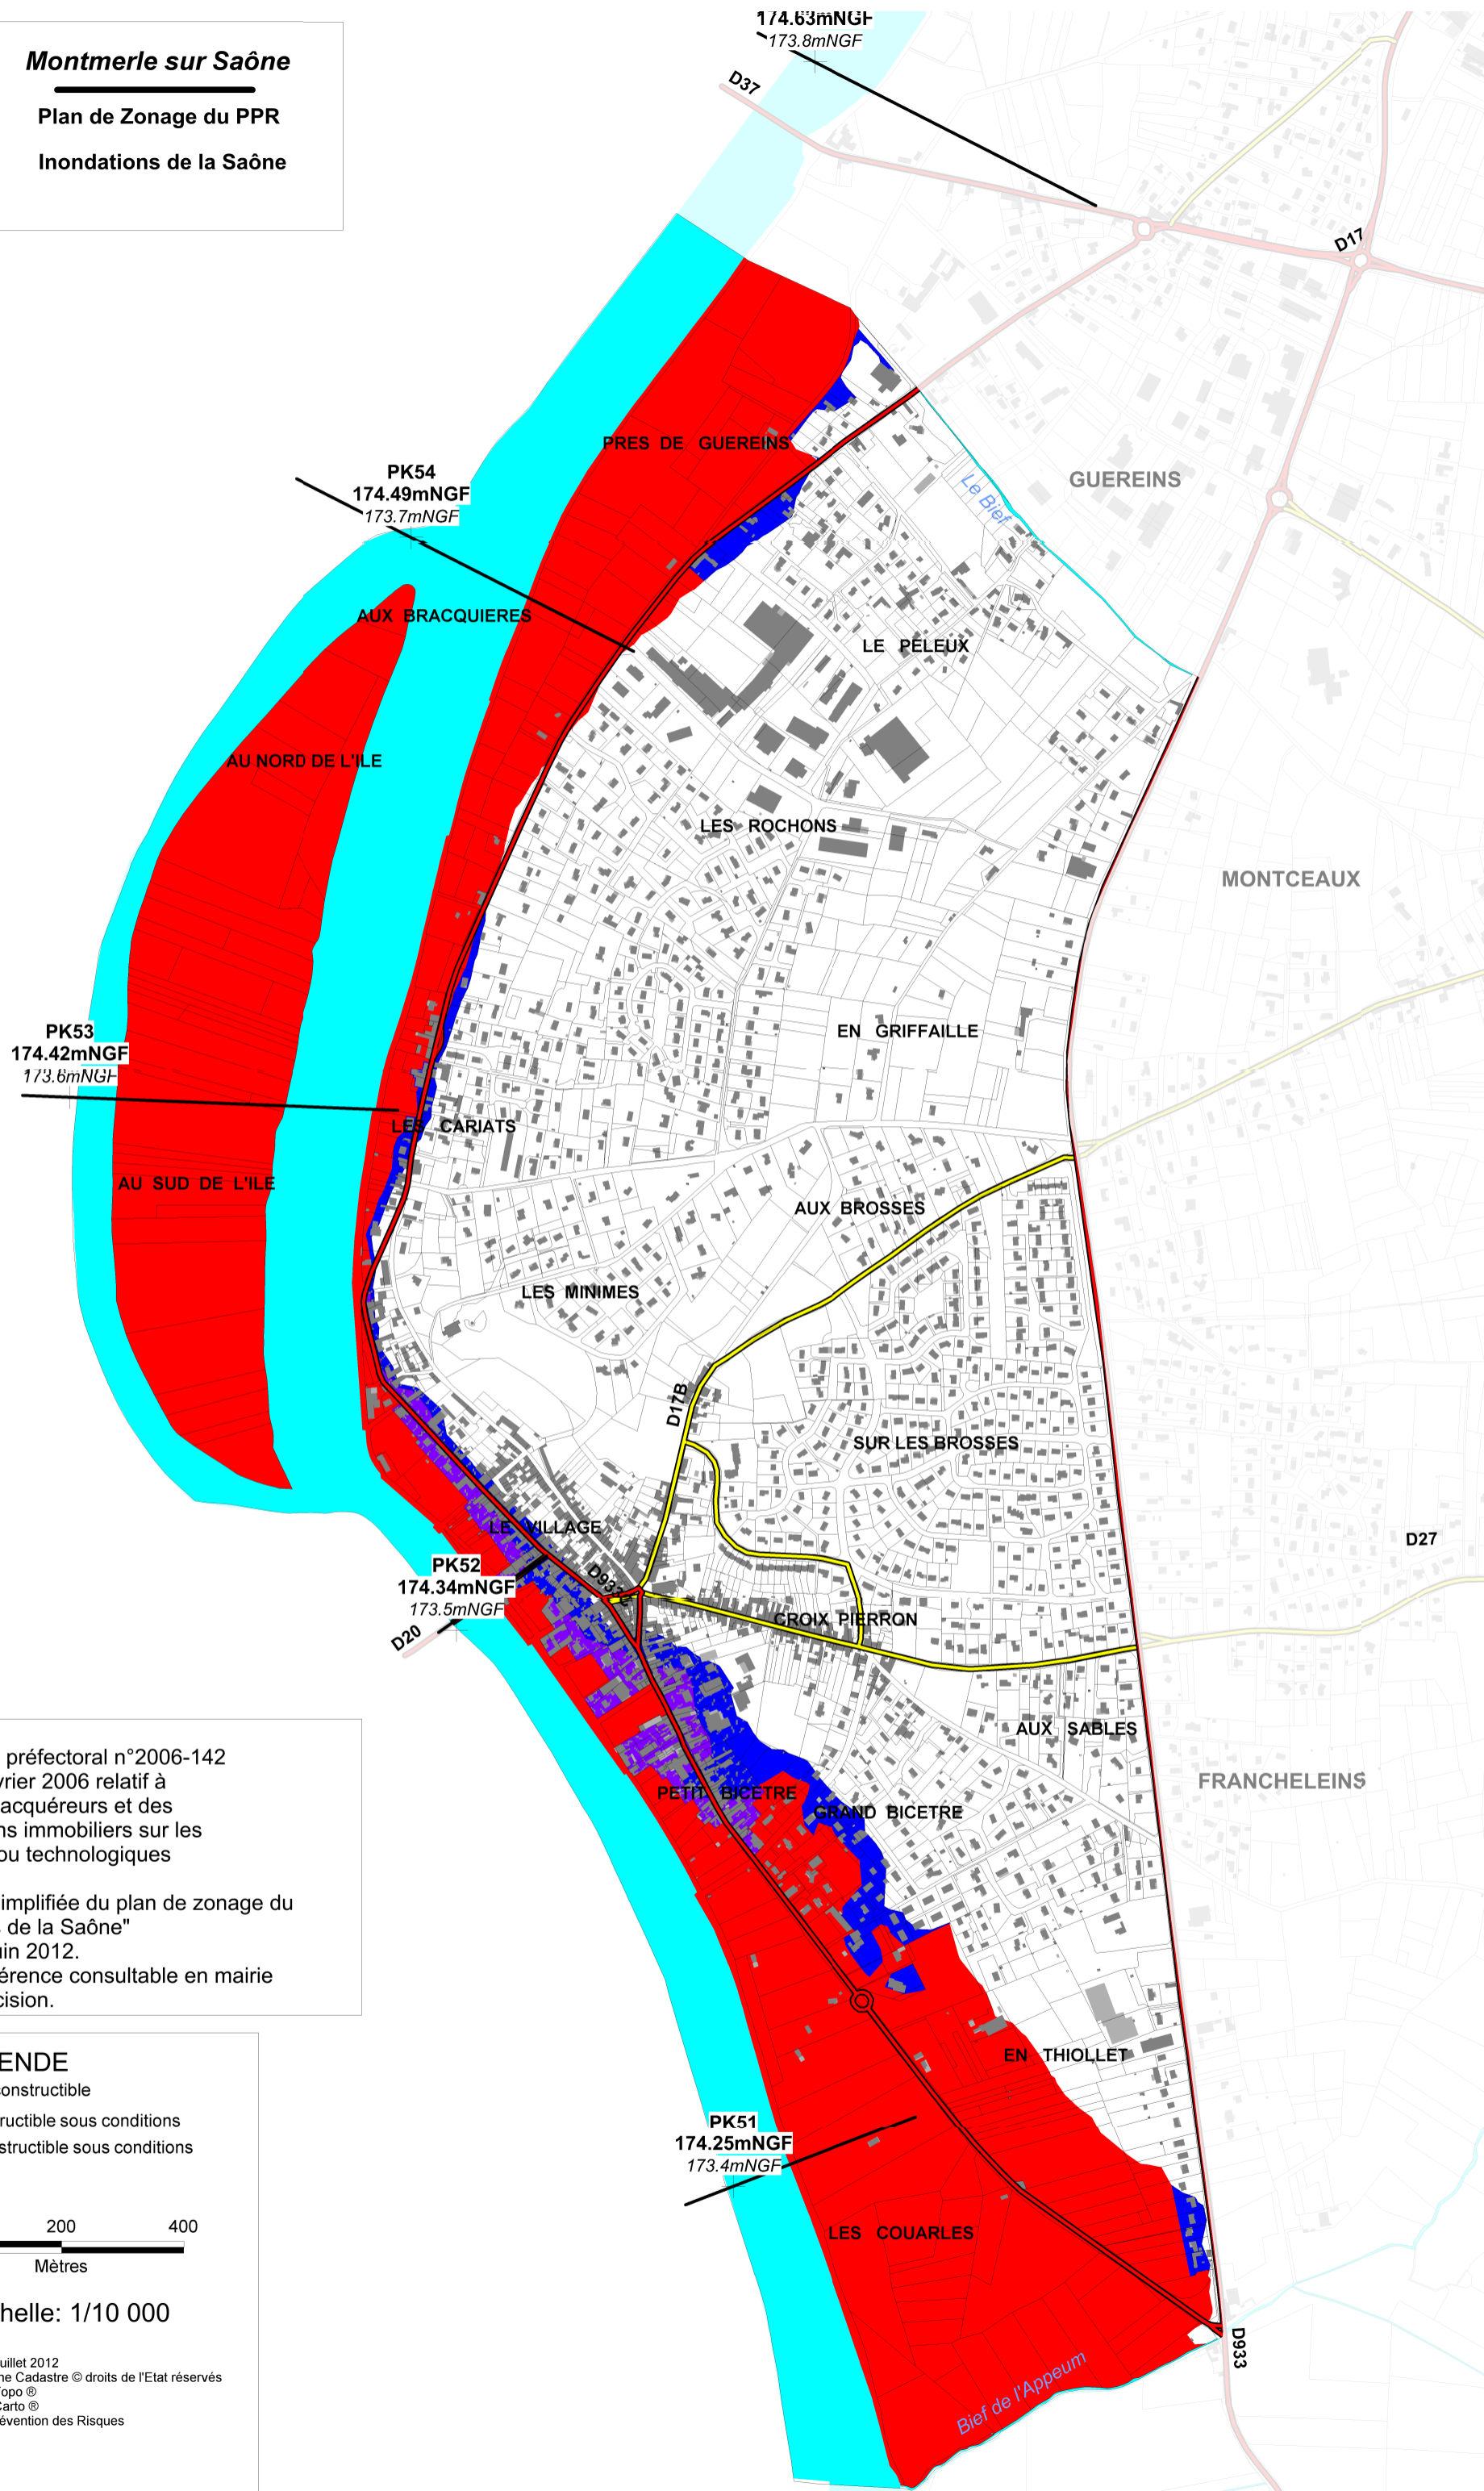 174.63mNGF
173.8mNGF
Montmerle sur Saône
Plan de Zonage du PPR
Inondations de la Saône
D37
D17
PRES DE GUEREINS
GUEREINS
Le Bief
PK54
174.49mNGF
173.7mNGF
AUX BRACQUIERES
LE PELEUX
AU NORD DE L'ILE
LES ROCHONS
MONTCEAUX
EN GRIFFAILLE
PK53
174.42mNGF
173.6mNGF
LES CARIATS
AU SUD DE L'ILE
AUX BROSSES
LES MINIMES
D17B
SUR LES BROSSES
LE VILLAGE
D27
PK52
174.34mNGF
173.5mNGF
D933C
D20
CROIX PIERRON
AUX SABLES
FRANCHELEINS
PETIT BICETRE
GRAND BICETRE
préfectoral n°2006-142
vrier 2006 relatif à
acquéreurs et des
ns immobiliers sur les
ou technologiques
implifiée du plan de zonage du
s de la Saône"
uin 2012.
érence consultable en mairie
cision.
EN THIOLLET
ENDE
onstructible
ructible sous conditions
structible sous conditions
PK51
174.25mNGF
173.4mNGF
200 400
Mètres
LES COUARLES
helle: 1/10 000
D933
Bief de l'Appeum
uillet 2012
ne Cadastre © droits de l'Etat réservés
Topo ®
Carto ®
évention des Risques